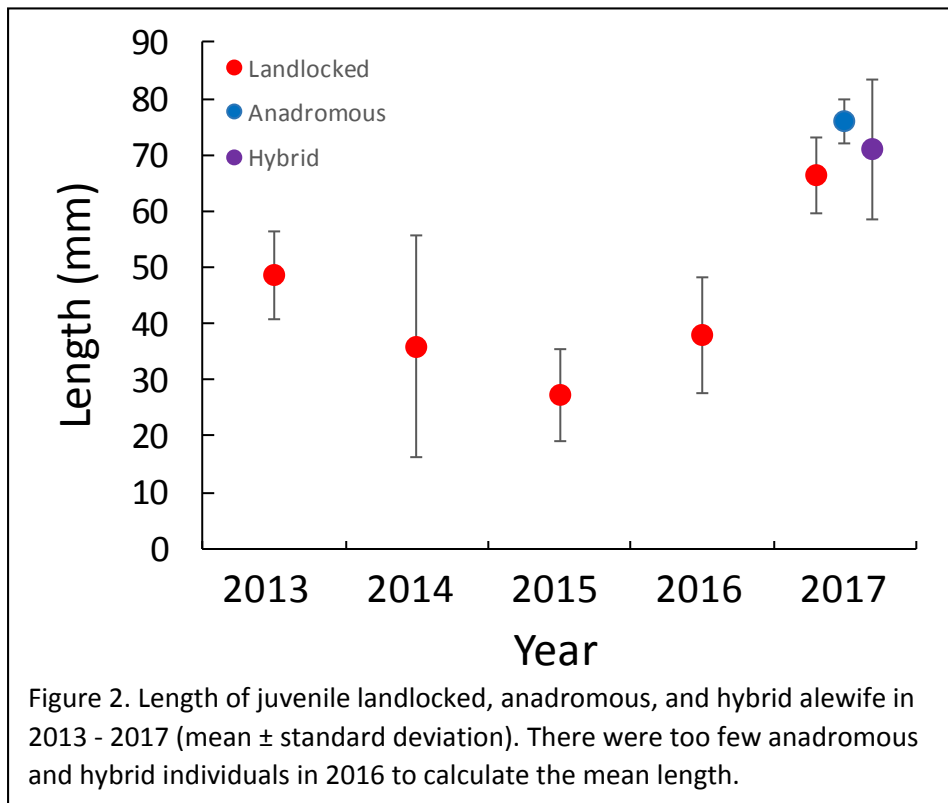 90
80
70
60
50
40
30
20
10
0
Length (mm)
Landlocked
Anadromous
Hybrid
2013 2014 2015 2016 2017
Year
Figure 2. Length of juvenile landlocked, anadromous, and hybrid alewife in
2013 - 2017 (mean ± standard deviation). There were too few anadromous
and hybrid individuals in 2016 to calculate the mean length.